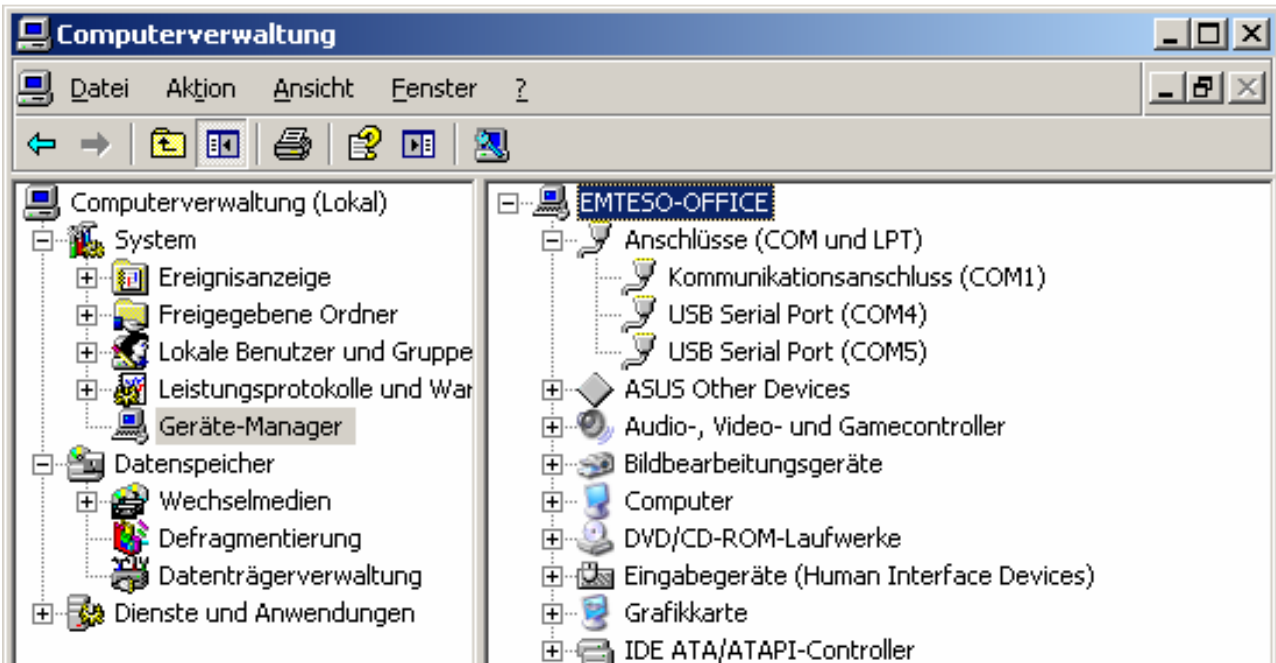 Computerverwaltung
Datei Aktion Ansicht Fenster ?
Computerverwaltung (Lokal)
System
Ereignisanzeige
Freigegebene Ordner
Lokale Benutzer und Gruppe
Leistungsprotokolle und War
Geräte-Manager
Datenspeicher
Wechselmedien
Defragmentierung
Datenträgerverwaltung
Dienste und Anwendungen
EMTESO-OFFICE
Anschlüsse (COM und LPT)
Kommunikationsanschluss (COM1)
USB Serial Port (COM4)
USB Serial Port (COM5)
ASUS Other Devices
Audio-, Video- und Gamecontroller
Bildbearbeitungsgeräte
Computer
DVD/CD-ROM-Laufwerke
Eingabegeräte (Human Interface Devices)
Grafikkarte
IDE ATA/ATAPI-Controller